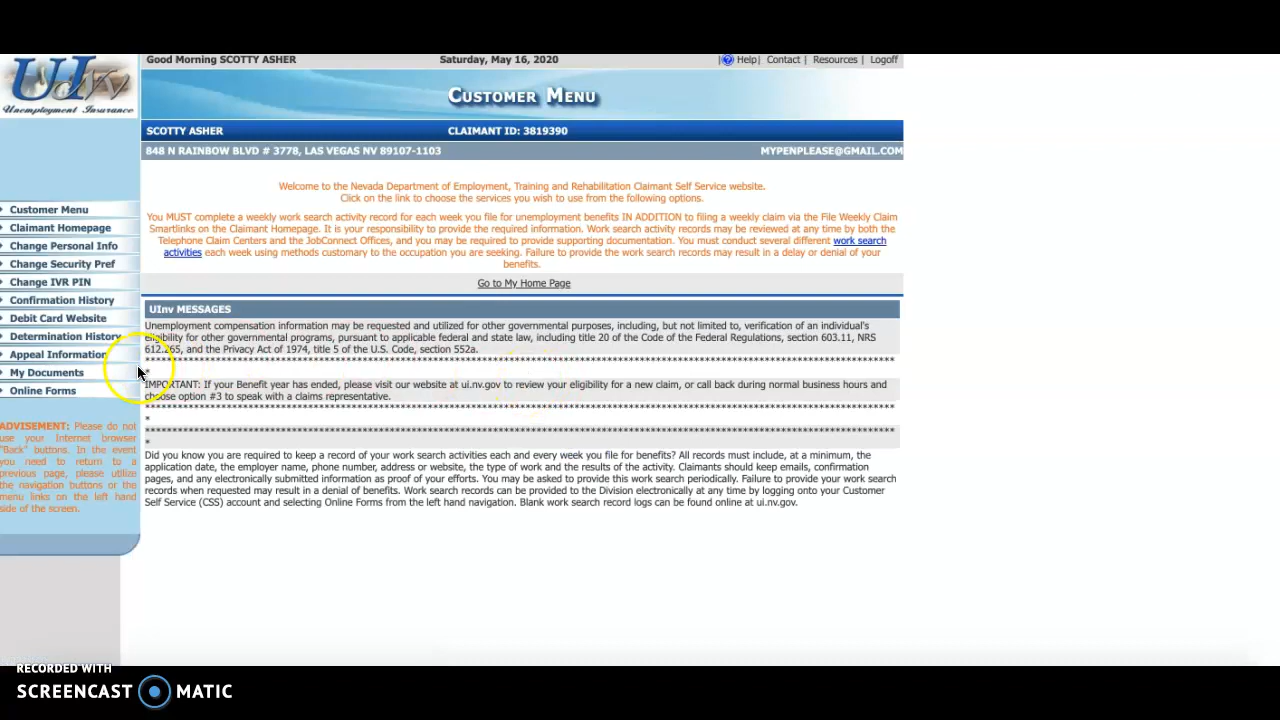 Good Morning SCOTTY ASHER Saturday, May 16, 2020 | Help| Contact | Resources | Logoff
UInv
Unemployment Insurance
CUSTOMER MENU
SCOTTY ASHER CLAIMANT ID: 3819390
848 N RAINBOW BLVD # 3778, LAS VEGAS NV 89107-1103 MYPENPLEASE@GMAIL.COM
Customer Menu
Claimant Homepage
Change Personal Info
Change Security Pref
Change IVR PIN
Confirmation History
Debit Card Website
Determination History
Appeal Information
My Documents
Online Forms
ADVISEMENT: Please do not
use your Internet browser
"Back" buttons. In the event
you need to return to a
previous page, please utilize
the navigation buttons or the
menu links on the left hand
side of the screen.
Welcome to the Nevada Department of Employment, Training and Rehabilitation Claimant Self Service website.
Click on the link to choose the services you wish to use from the following options.
You MUST complete a weekly work search activity record for each week you file for unemployment benefits IN ADDITION to filing a weekly claim via the File Weekly Claim
Smartlinks on the Claimant Homepage. It is your responsibility to provide the required information. Work search activity records may be reviewed at any time by both the
Telephone Claim Centers and the JobConnect Offices, and you may be required to provide supporting documentation. You must conduct several different work search
activities each week using methods customary to the occupation you are seeking. Failure to provide the work search records may result in a delay or denial of your
benefits.
Go to My Home Page
UInv MESSAGES
Unemployment compensation information may be requested and utilized for other governmental purposes, including, but not limited to, verification of an individual's
eligibility for other governmental programs, pursuant to applicable federal and state law, including title 20 of the Code of the Federal Regulations, section 603.11, NRS
612.265, and the Privacy Act of 1974, title 5 of the U.S. Code, section 552a.
IMPORTANT: If your Benefit year has ended, please visit our website at ui.nv.gov to review your eligibility for a new claim, or call back during normal business hours and
choose option #3 to speak with a claims representative.
Did you know you are required to keep a record of your work search activities each and every week you file for benefits? All records must include, at a minimum, the
application date, the employer name, phone number, address or website, the type of work and the results of the activity. Claimants should keep emails, confirmation
pages, and any electronically submitted information as proof of your efforts. You may be asked to provide this work search periodically. Failure to provide your work search
records when requested may result in a denial of benefits. Work search records can be provided to the Division electronically at any time by logging onto your Customer
Self Service (CSS) account and selecting Online Forms from the left hand navigation. Blank work search record logs can be found online at ui.nv.gov.
RECORDED WITH
SCREENCAST MATIC